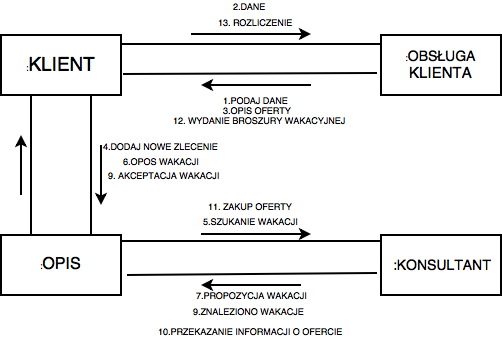 2.DANE
13. ROZLICZENIE
:KLIENT
:OBSŁUGA
KLIENTA
1.PODAJ DANE
3.OPIS OFERTY
12. WYDANIE BROSZURY WAKACYJNEJ
4.DODAJ NOWE ZLECENIE
6.OPOS WAKACJI
9. AKCEPTACJA WAKACJI
11. ZAKUP OFERTY
5.SZUKANIE WAKACJI
:OPIS
:KONSULTANT
7.PROPOZYCJA WAKACJI
9.ZNALEZIONO WAKACJE
10.PRZEKAZANIE INFORMACJI O OFERCIE